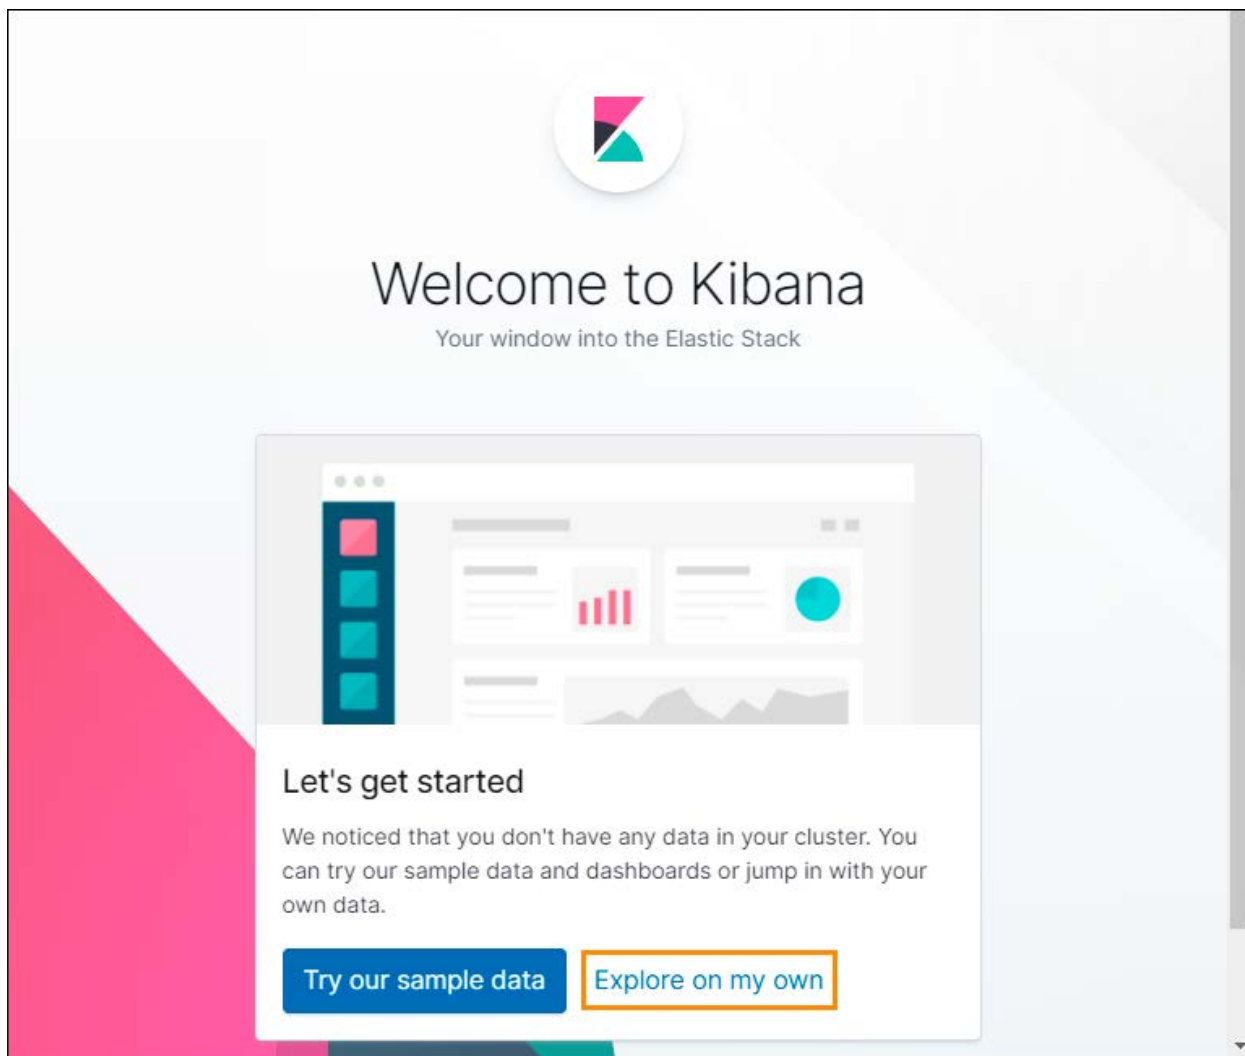 Welcome to Kibana
Your window into the Elastic Stack
Let's get started
We noticed that you don't have any data in your cluster. You
can try our sample data and dashboards or jump in with your
own data.
Try our sample data
Explore on my own